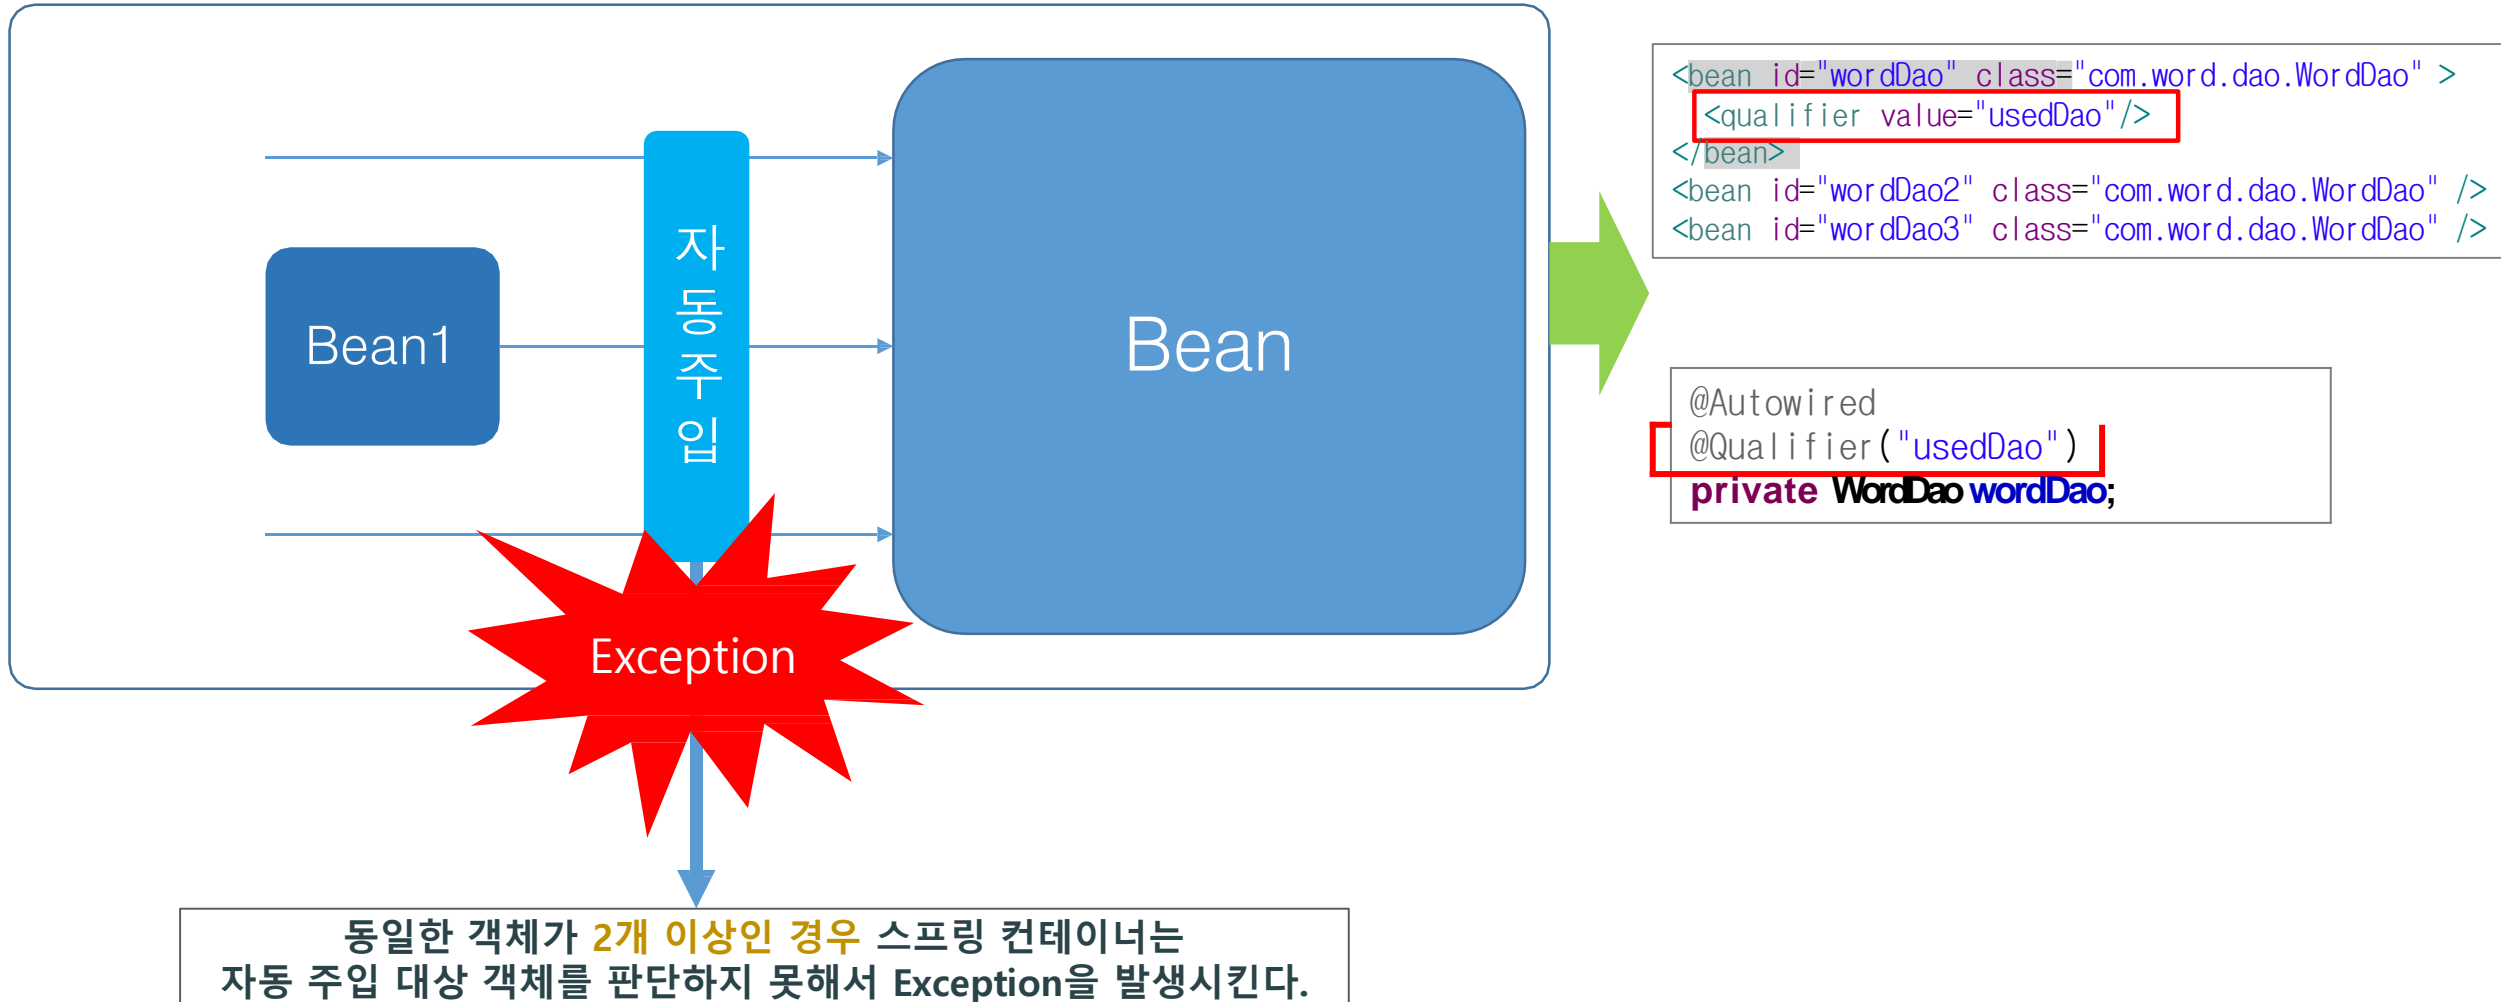 Bean1
자
동
주
입
Bean
Exception
동일한 객체가 2개 이상인 경우 스프링 컨테이너는
자동 주입 대상 객체를 판단하지 못해서 Exception을 발생시킨다.
<bean id="wordDao" class="com.word.dao.WordDao" >
<qualifier value="usedDao"/>
</bean>
<bean id="wordDao2" class="com.word.dao.WordDao" />
<bean id="wordDao3" class="com.word.dao.WordDao" />
@Autowired
@Qualifier("usedDao")
private WordDao wordDao;